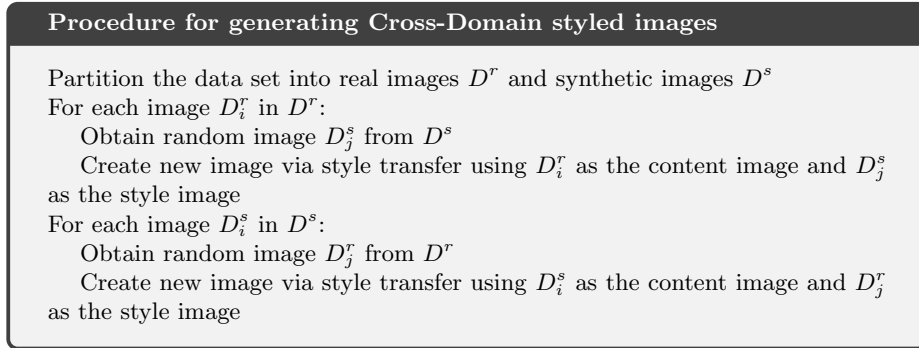 Procedure for generating Cross-Domain styled images
Partition the data set into real images $D^r$ and synthetic images $D^s$
For each image $D_i^r$ in $D^r$:
Obtain random image $D_j^s$ from $D^s$
Create new image via style transfer using $D_i^r$ as the content image and $D_j^s$
as the style image
For each image $D_i^s$ in $D^s$:
Obtain random image $D_j^r$ from $D^r$
Create new image via style transfer using $D_i^s$ as the content image and $D_j^r$
as the style image